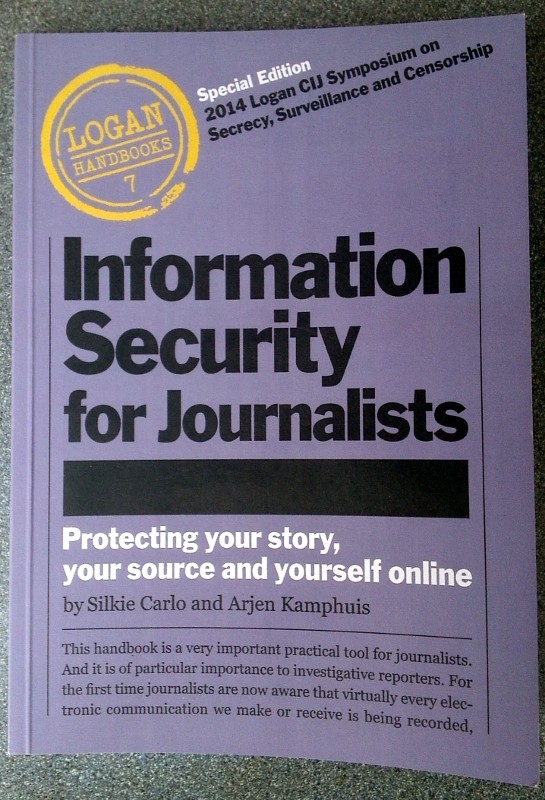 LOGAN
HANDBOOKS
7
Special Edition
2014 Logan CIJ Symposium on
Secrecy, Surveillance and Censorship
Information
Security
for Journalists
Protecting your story,
your source and yourself online
by Silkie Carlo and Arjen Kamphuis
This handbook is a very important practical tool for journalists.
And it is of particular importance to investigative reporters. For
the first time journalists are now aware that virtually every elec-
tronic communication we make or receive is being recorded,